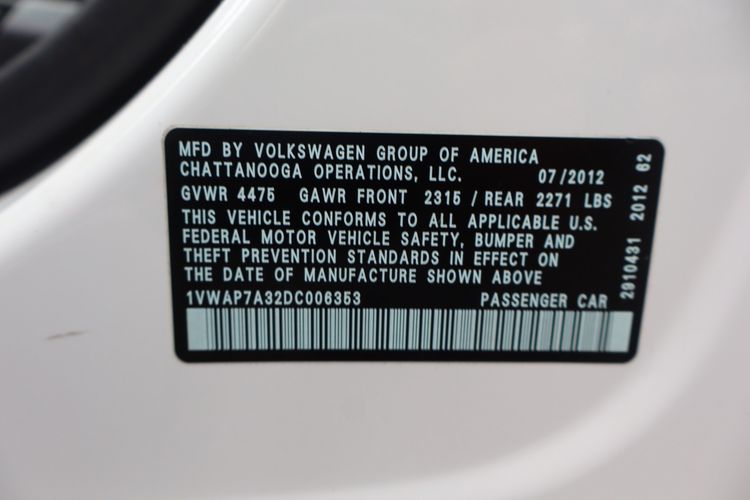 MFD BY VOLKSWAGEN GROUP OF AMERICA
CHATTANOOGA OPERATIONS, LLC. 07/2012
GVWR 4475 GAWR FRONT 2315 / REAR 2271 LBS
THIS VEHICLE CONFORMS TO ALL APPLICABLE U.S.
FEDERAL MOTOR VEHICLE SAFETY, BUMPER AND
THEFT PREVENTION STANDARDS IN EFFECT ON
THE DATE OF MANUFACTURE SHOWN ABOVE
1VWAP7A32DC006353 PASSENGER CAR
2910431 2012 62